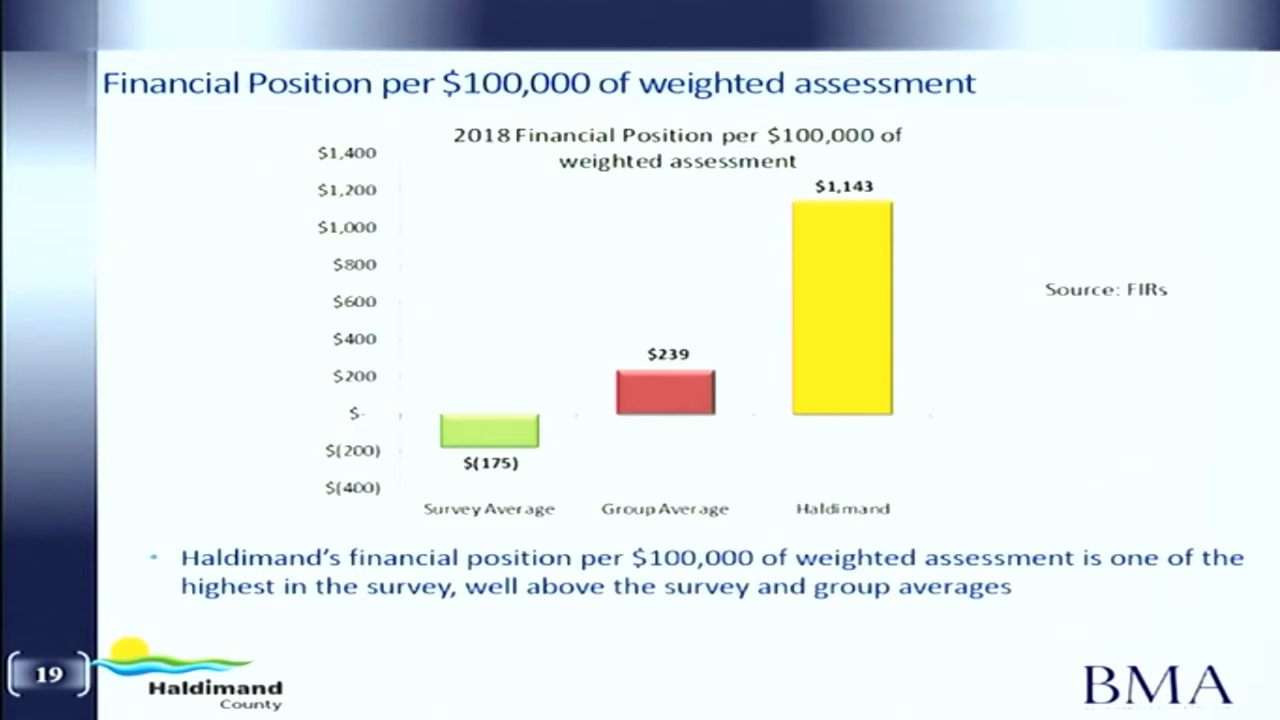 Financial Position per $100,000 of weighted assessment
2018 Financial Position per $100,000 of
weighted assessment
$1,400
$1,200
$1,000
$800
$600
$400
$200
$-
$(200)
$(400)
$(175)
$239
$1,143
Survey Average
Group Average
Haldimand
Source: FIRs
• Haldimand's financial position per $100,000 of weighted assessment is one of the
highest in the survey, well above the survey and group averages
19
Haldimand
County
BMA